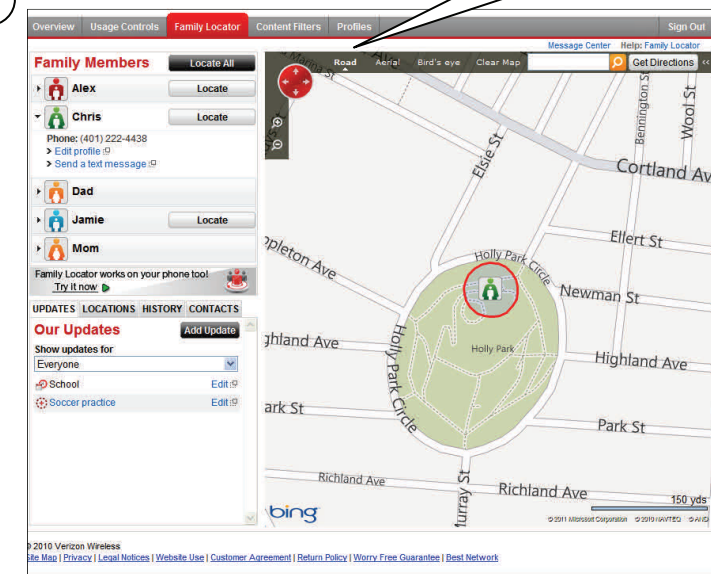 Overview Usage Controls Family Locator Content Filters Profiles Sign Out
Message Center Help: Family Locator
Family Members Locate All
Alex Locate
Chris Locate
Phone: (401) 222-4438
> Edit profile
> Send a text message
Dad
Jamie Locate
Mom
Family Locator works on your phone too!
Try it now
UPDATES LOCATIONS HISTORY CONTACTS
Our Updates Add Update
Show updates for
Everyone
School Edit
Soccer practice Edit
Road Aerial Bird's eye Clear Map Get Directions <<
Marina St
Elsie St
Bennington St
Wool St
Cortland Av
Ellert St
ppleton Ave
Holly Park Circle
Newman St
ghland Ave
Holly Park Circle
Holly Park
Highland Ave
ark St
Park St
Richland Ave
Murray St
Richland Ave
150 yds
bing
© 2011 Microsoft Corporation © 2010 NAVTEQ © AND
© 2010 Verizon Wireless
Site Map | Privacy | Legal Notices | Website Use | Customer Agreement | Return Policy | Worry Free Guarantee | Best Network